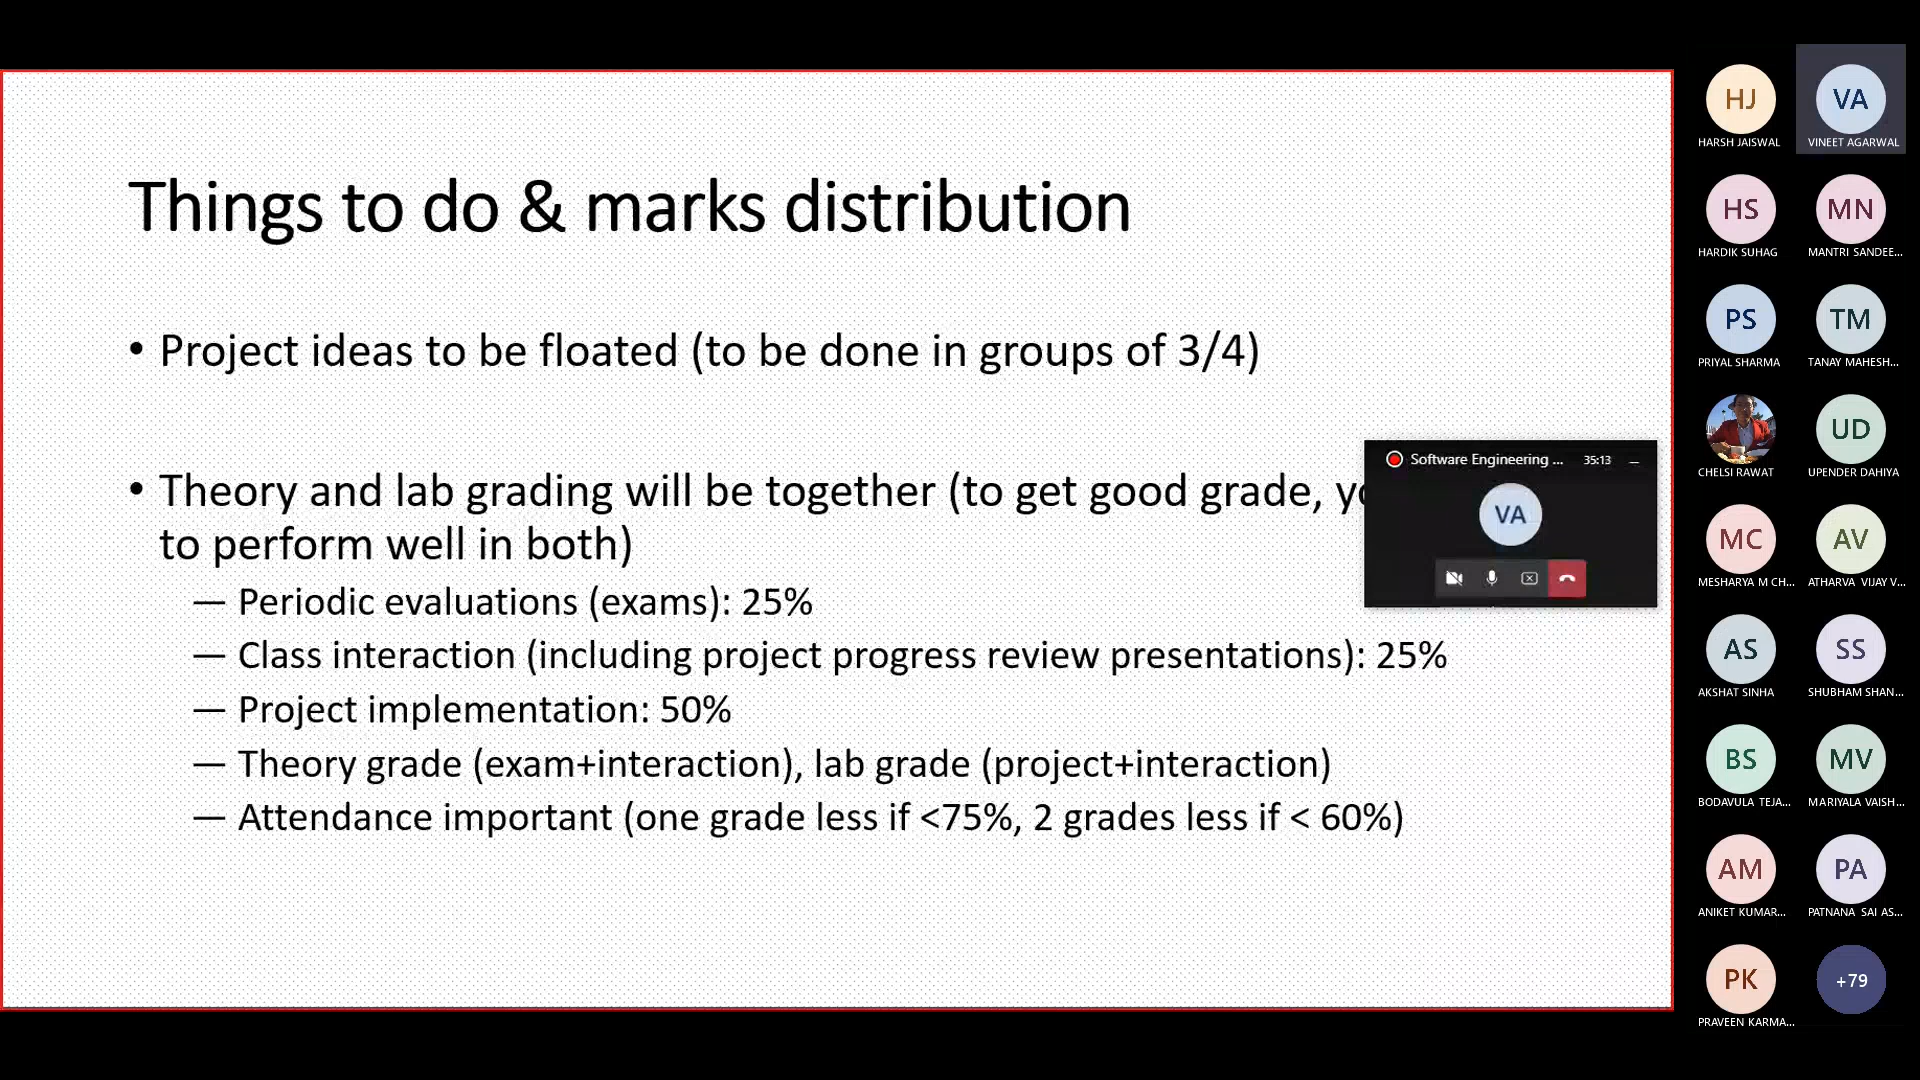 Things to do & marks distribution
• Project ideas to be floated (to be done in groups of 3/4)
• Theory and lab grading will be together (to get good grade,
to perform well in both)
— Periodic evaluations (exams): 25%
— Class interaction (including project progress review presentations): 25%
— Project implementation: 50%
— Theory grade (exam+interaction), lab grade (project+interaction)
— Attendance important (one grade less if <75%, 2 grades less if < 60%)
Software Engineering ... 35:13
VA
HJ VA
HARSH JAISWAL VINEET AGARWAL
HS MN
HARDIK SUHAG MANTRI SANDEE...
PS TM
PRIYAL SHARMA TANAY MAHESH...
UD
CHELSI RAWAT UPENDER DAHIYA
MC AV
MESHARYA M CH... ATHARVA VIJAY V...
AS SS
AKSHAT SINHA SHUBHAM SHAN...
BS MV
BODAVULA TEJA... MARIYALA VAISH...
AM PA
ANIKET KUMAR... PATNANA SAI AS...
PK +79
PRAVEEN KARMA...